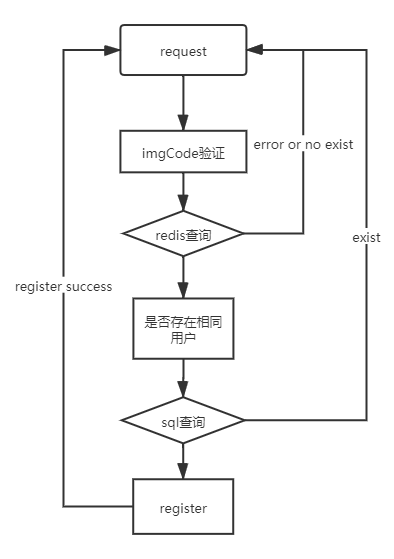 request
imgCode验证
error or no exist
redis查询
exist
register success
是否存在相同
用户
sql查询
register